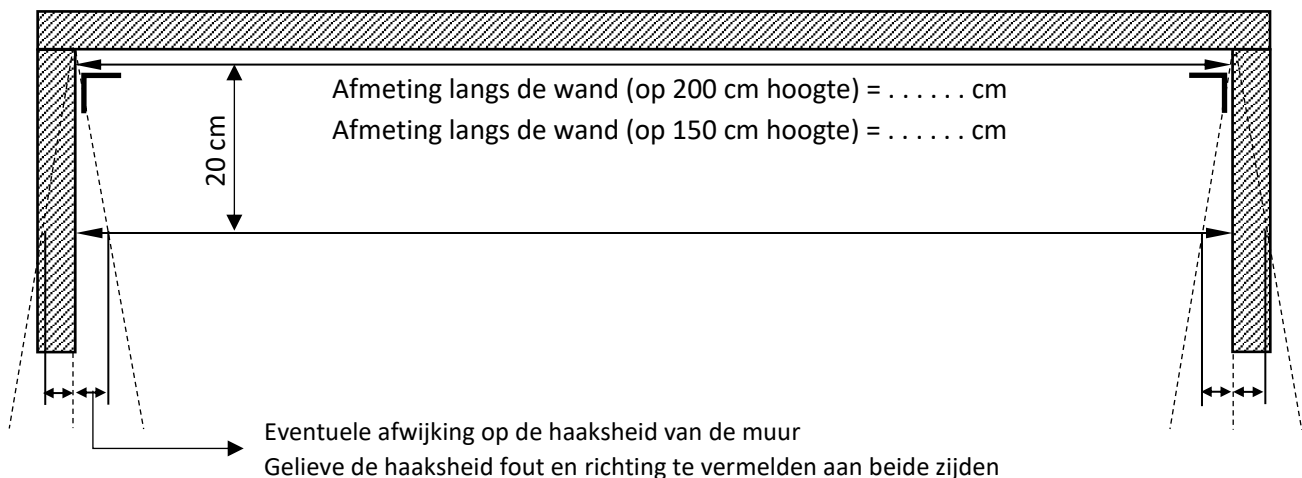 Afmeting langs de wand (op 200 cm hoogte) = . . . . . . cm
Afmeting langs de wand (op 150 cm hoogte) = . . . . . . cm
20 cm
Eventuele afwijking op de haaksheid van de muur
Gelieve de haaksheid fout en richting te vermelden aan beide zijden